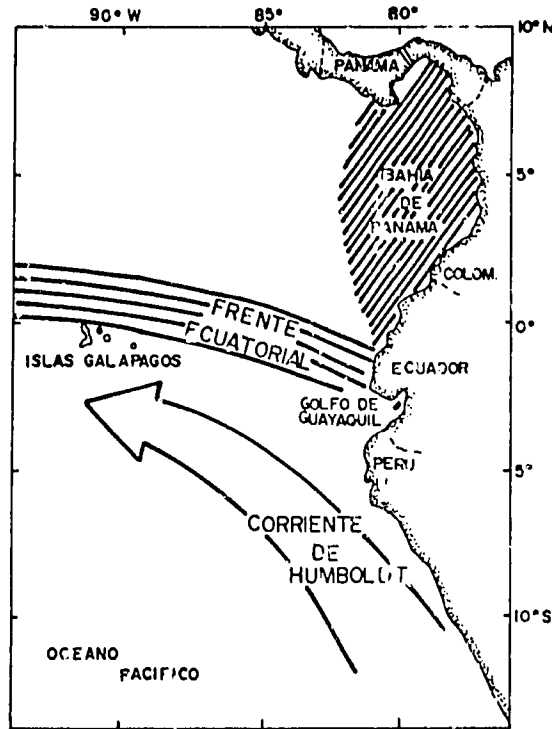 90° W 85° 80°
10° N
PANAMA
BAHIA
DE
PANAMA
5°
COLOM.
FRENTE
ECUATORIAL
0°
ISLAS GALAPAGOS
ECUADOR
GOLFO DE
GUAYAQUIL
PERU
5°
CORRIENTE
DE
HUMBOLDT
10° S
OCEANO
PACIFICO